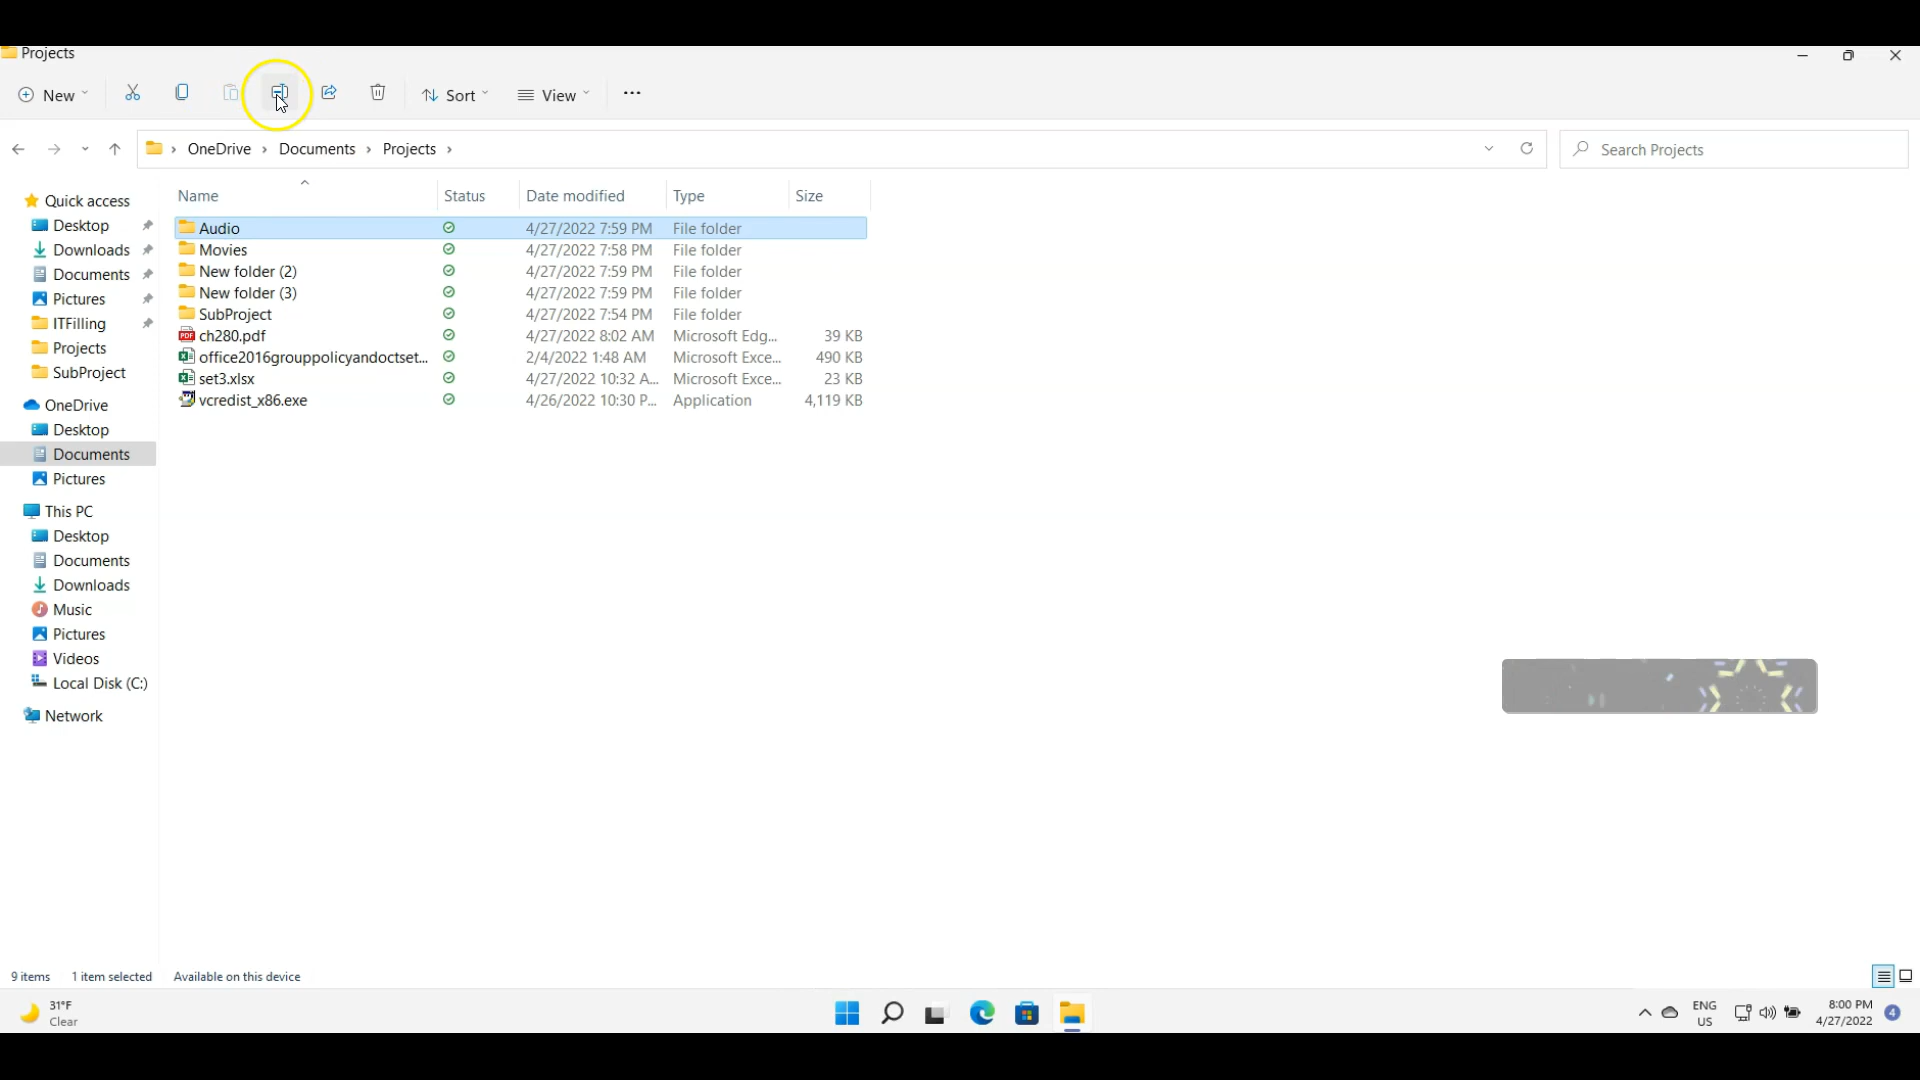 Projects
New
Sort
View
OneDrive
Documents
Projects
Search Projects
Name
Status
Date modified
Type
Size
Quick access
Desktop
Downloads
Documents
Pictures
ITFilling
Projects
SubProject
OneDrive
Desktop
Documents
Pictures
This PC
Desktop
Documents
Downloads
Music
Pictures
Videos
Local Disk (C:)
Network
Audio 4/27/2022 7:59 PM File folder
Movies 4/27/2022 7:58 PM File folder
New folder (2) 4/27/2022 7:59 PM File folder
New folder (3) 4/27/2022 7:59 PM File folder
SubProject 4/27/2022 7:54 PM File folder
PDF ch280.pdf 4/27/2022 8:02 AM Microsoft Edg... 39 KB
office2016grouppolicyandoctset... 2/4/2022 1:48 AM Microsoft Exce... 490 KB
set3.xlsx 4/27/2022 10:32 A... Microsoft Exce... 23 KB
vcredist_x86.exe 4/26/2022 10:30 P... Application 4,119 KB
9 items 1 item selected Available on this device
31°F
Clear
ENG
US
8:00 PM
4/27/2022
4